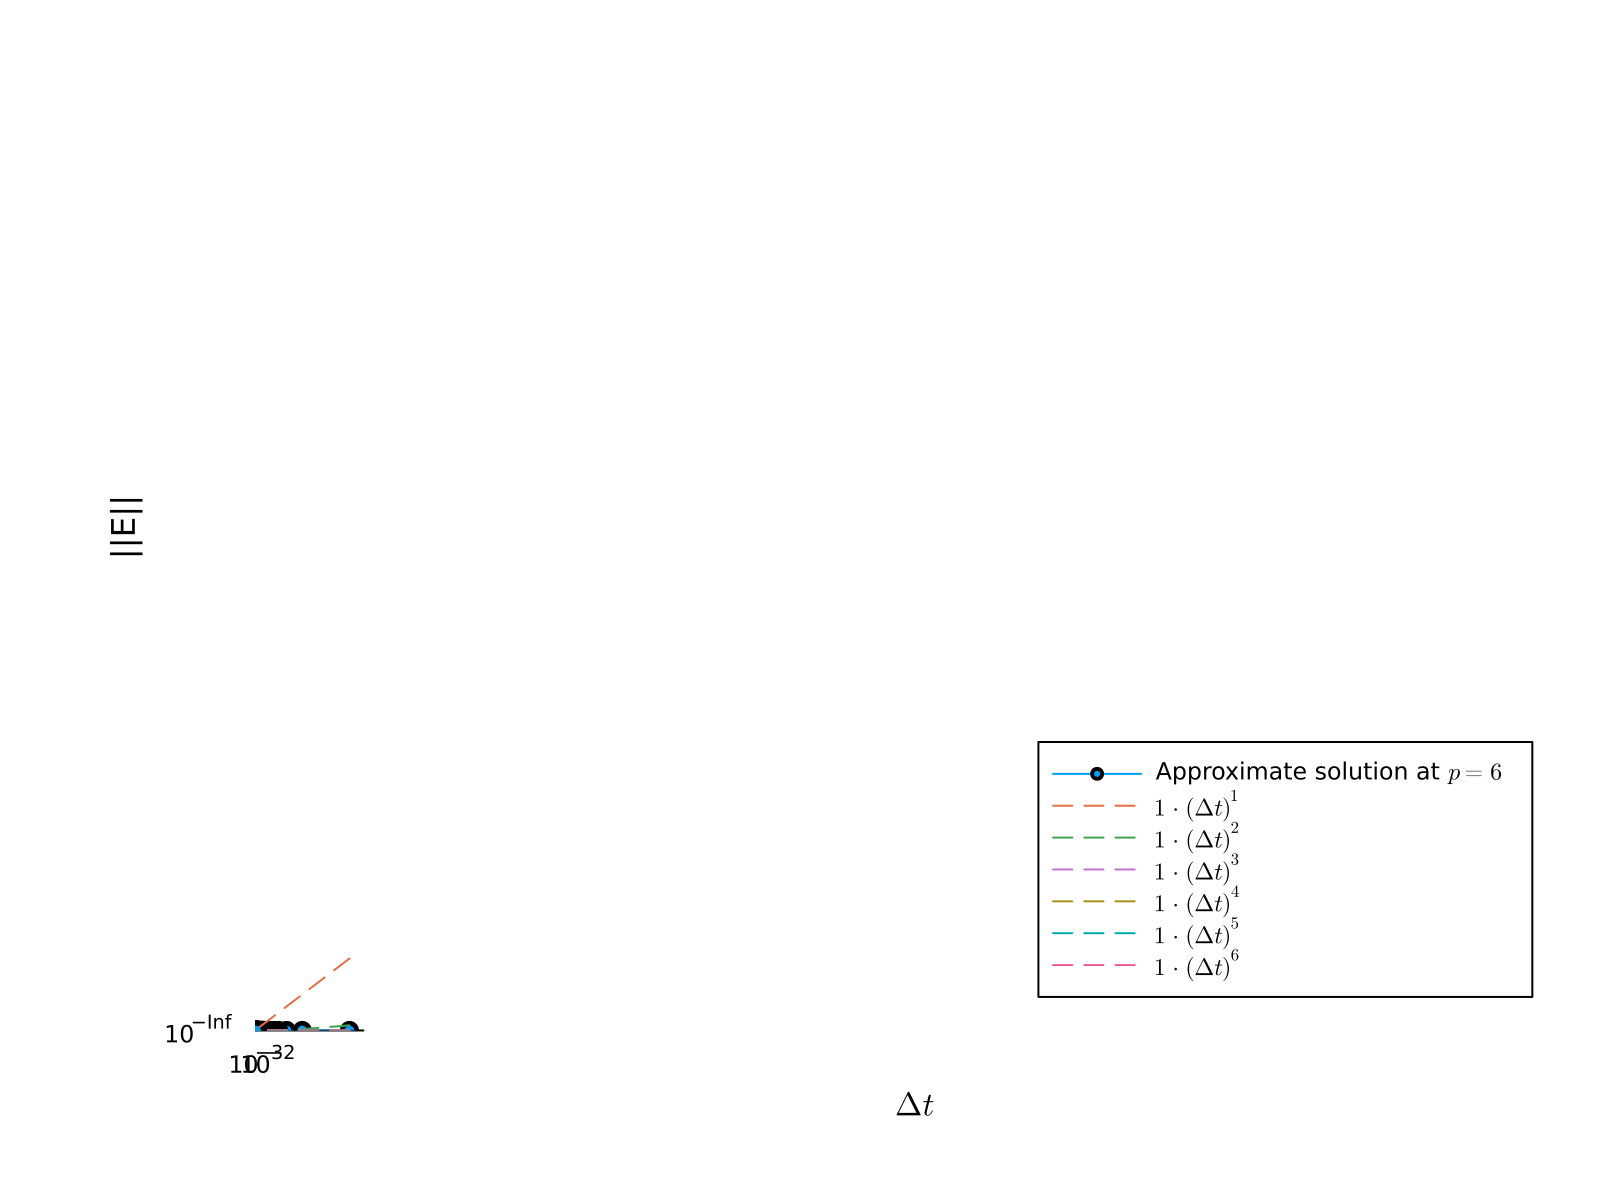 ||E||
Approximate solution at p = 6
1 · (Δt)^1
1 · (Δt)^2
1 · (Δt)^3
1 · (Δt)^4
1 · (Δt)^5
1 · (Δt)^6
10^−Inf
Δt